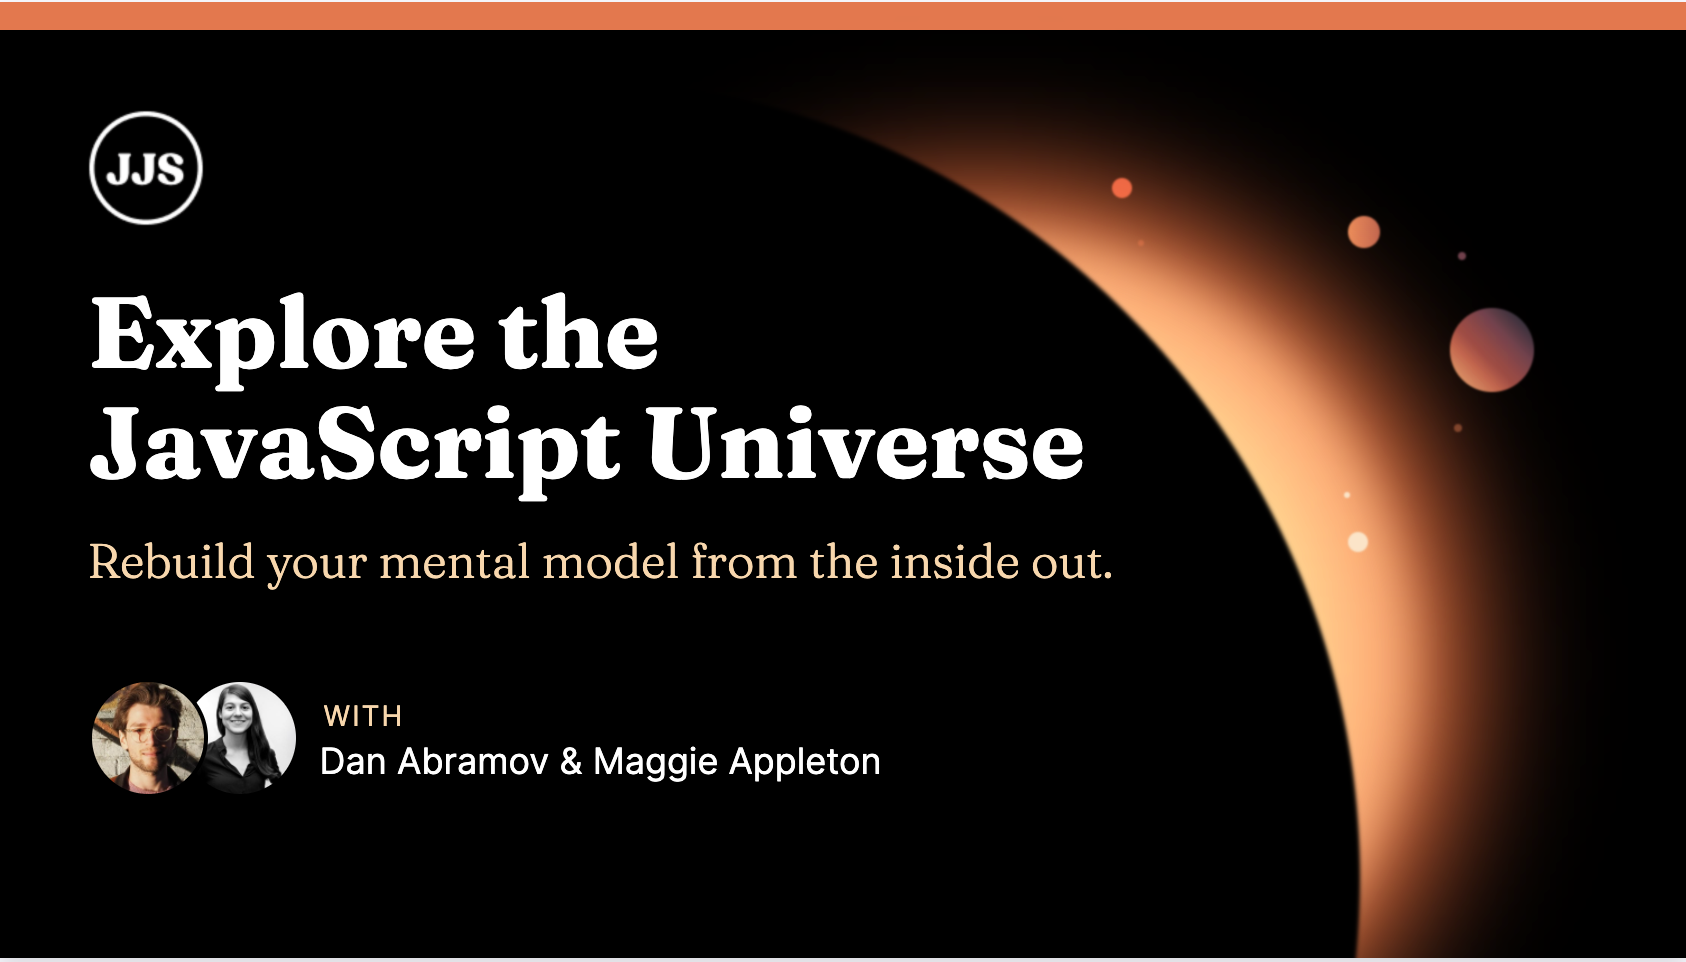 JJS
Explore the
JavaScript Universe
Rebuild your mental model from the inside out.
WITH
Dan Abramov & Maggie Appleton